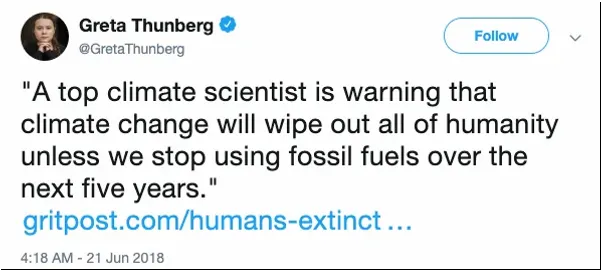 Greta Thunberg
@GretaThunberg
Follow
"A top climate scientist is warning that
climate change will wipe out all of humanity
unless we stop using fossil fuels over the
next five years."
gritpost.com/humans-extinct ...
4:18 AM - 21 Jun 2018